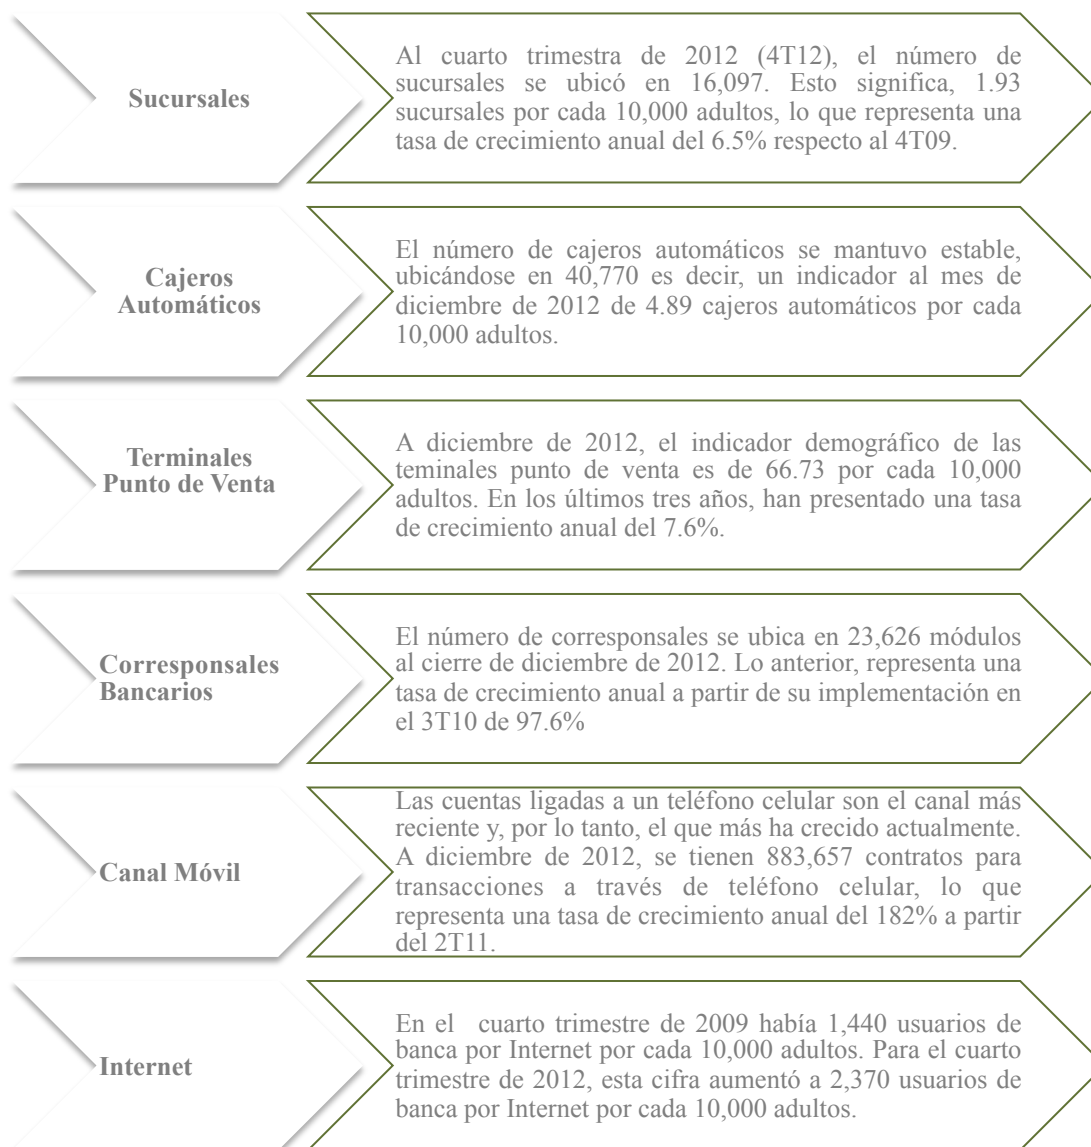 Sucursales
Al cuarto trimestra de 2012 (4T12), el número de
sucursales se ubicó en 16,097. Esto significa, 1.93
sucursales por cada 10,000 adultos, lo que representa una
tasa de crecimiento anual del 6.5% respecto al 4T09.
Cajeros
Automáticos
El número de cajeros automáticos se mantuvo estable,
ubicándose en 40,770 es decir, un indicador al mes de
diciembre de 2012 de 4.89 cajeros automáticos por cada
10,000 adultos.
Terminales
Punto de Venta
A diciembre de 2012, el indicador demográfico de las
teminales punto de venta es de 66.73 por cada 10,000
adultos. En los últimos tres años, han presentado una tasa
de crecimiento anual del 7.6%.
Corresponsales
Bancarios
El número de corresponsales se ubica en 23,626 módulos
al cierre de diciembre de 2012. Lo anterior, representa una
tasa de crecimiento anual a partir de su implementación en
el 3T10 de 97.6%
Canal Móvil
Las cuentas ligadas a un teléfono celular son el canal más
reciente y, por lo tanto, el que más ha crecido actualmente.
A diciembre de 2012, se tienen 883,657 contratos para
transacciones a través de teléfono celular, lo que
representa una tasa de crecimiento anual del 182% a partir
del 2T11.
Internet
En el cuarto trimestre de 2009 había 1,440 usuarios de
banca por Internet por cada 10,000 adultos. Para el cuarto
trimestre de 2012, esta cifra aumentó a 2,370 usuarios de
banca por Internet por cada 10,000 adultos.